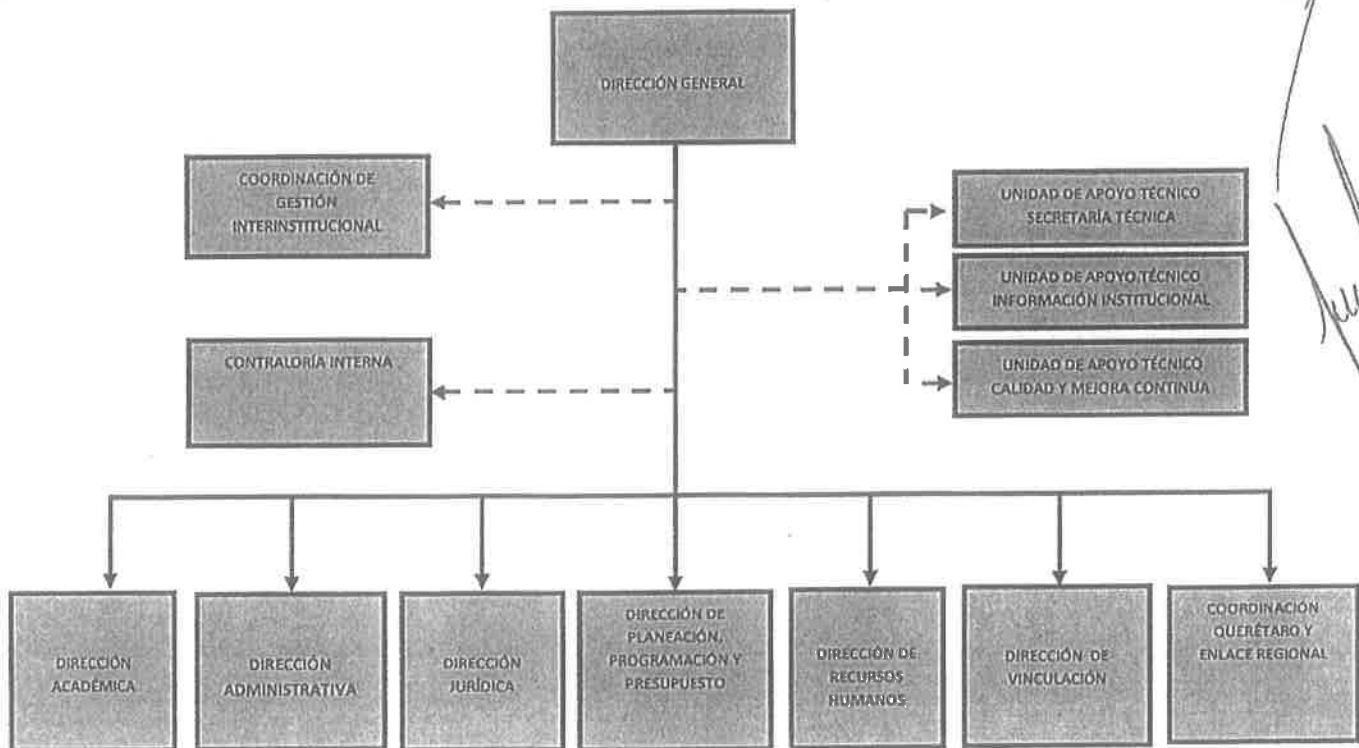 DIRECCIÓN GENERAL
COORDINACIÓN DE
GESTIÓN
INTERINSTITUCIONAL
UNIDAD DE APOYO TÉCNICO
SECRETARÍA TÉCNICA
UNIDAD DE APOYO TÉCNICO
INFORMACIÓN INSTITUCIONAL
CONTRALORÍA INTERNA
UNIDAD DE APOYO TÉCNICO
CALIDAD Y MEJORA CONTINUA
DIRECCIÓN
ACADÉMICA
DIRECCIÓN
ADMINISTRATIVA
DIRECCIÓN
JURÍDICA
DIRECCIÓN DE
PLANEACIÓN,
PROGRAMACIÓN Y
PRESUPUESTO
DIRECCIÓN DE
RECURSOS
HUMANOS
DIRECCIÓN DE
VINCULACIÓN
COORDINACIÓN
QUERÉTARO Y
ENLACE REGIONAL